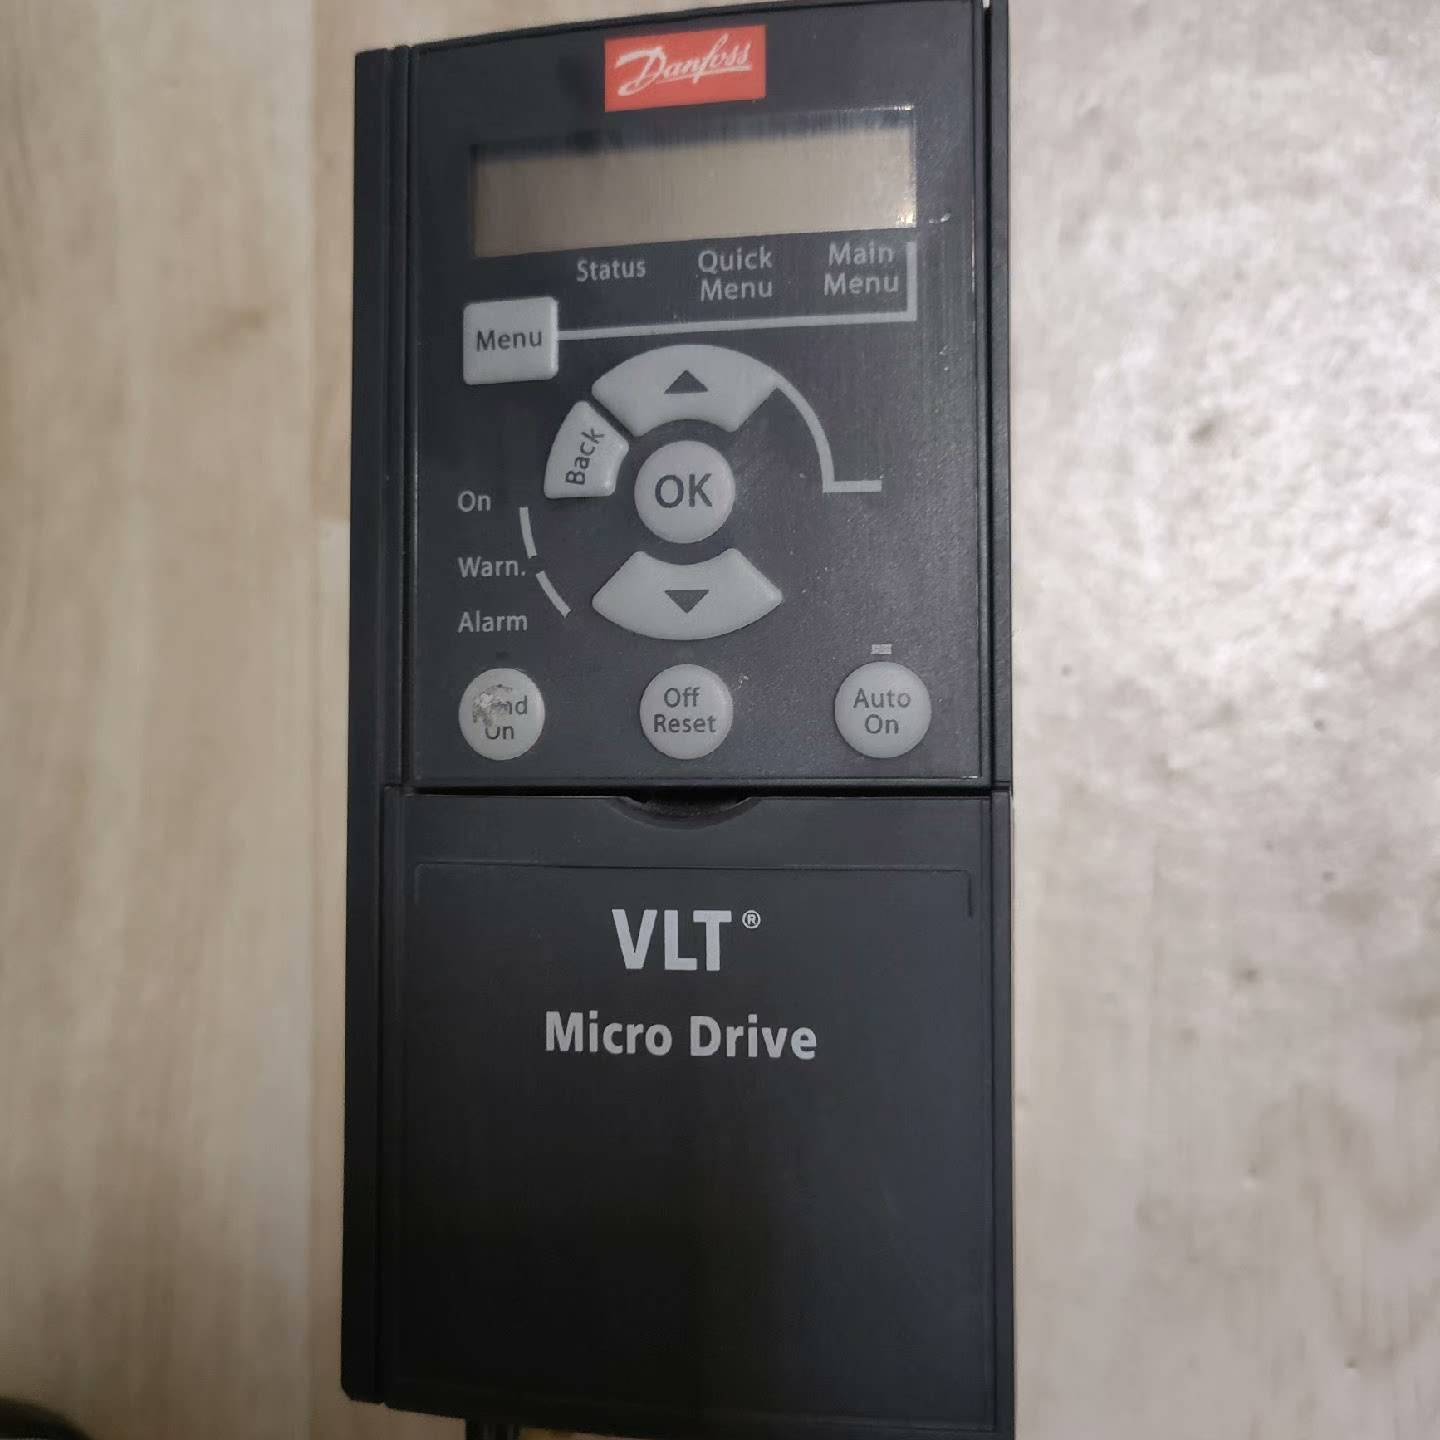 Danfoss
Status
Quick
Menu
Main
Menu
Menu
Back
OK
On
Warn.
Alarm
On
Off
Reset
Auto
On
VLT®
Micro Drive